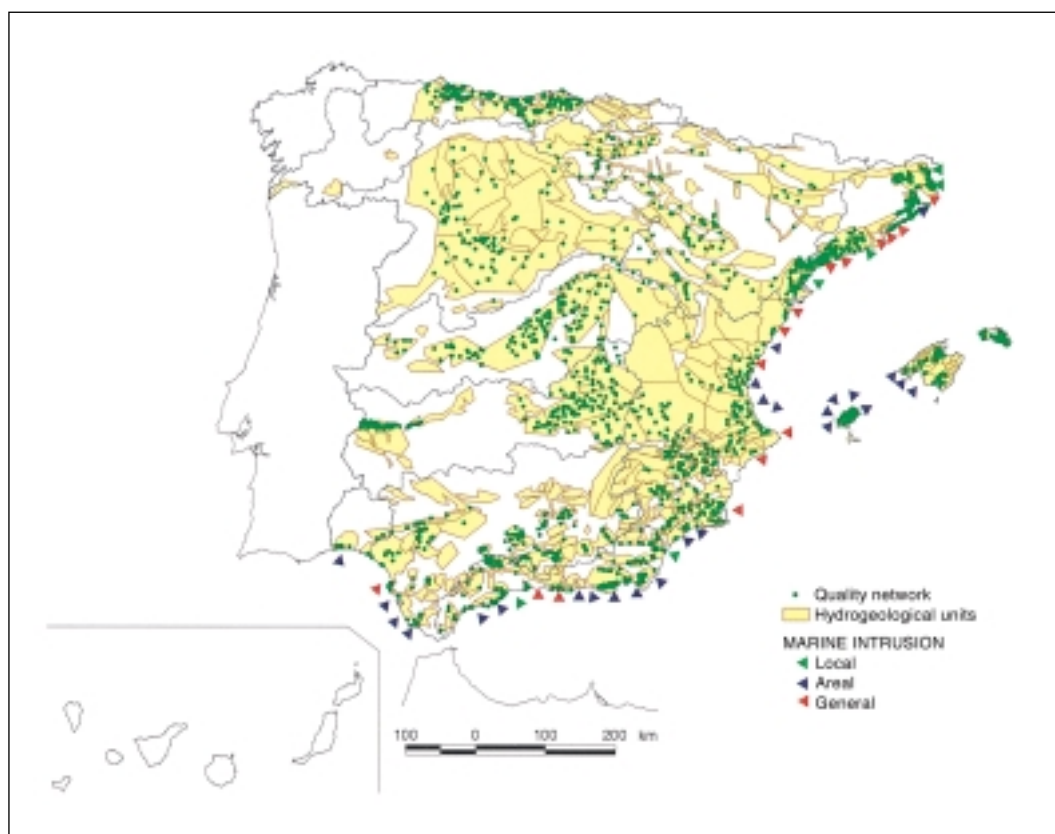 Quality network
Hydrogeological units
MARINE INTRUSION
Local
Areal
General
100 0 100 200 km